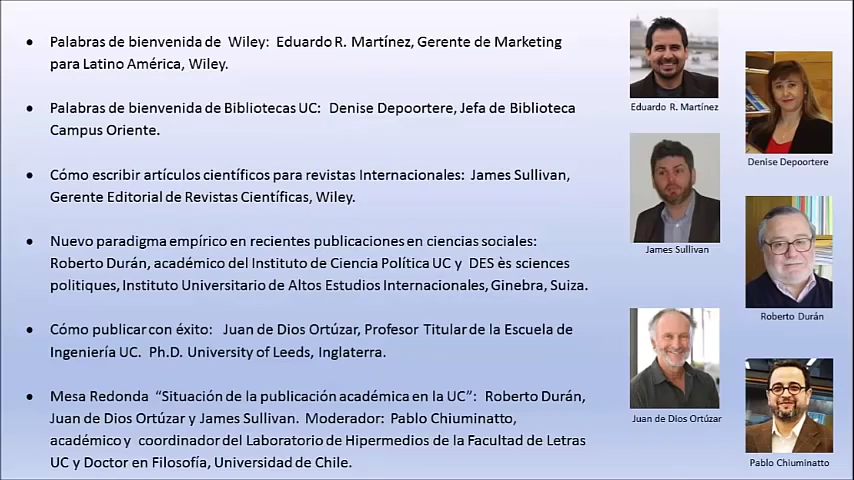 Palabras de bienvenida de Wiley: Eduardo R. Martínez, Gerente de Marketing
para Latino América, Wiley.
Palabras de bienvenida de Bibliotecas UC: Denise Depoortere, Jefa de Biblioteca
Campus Oriente.
Cómo escribir artículos científicos para revistas Internacionales: James Sullivan,
Gerente Editorial de Revistas Científicas, Wiley.
Nuevo paradigma empírico en recientes publicaciones en ciencias sociales:
Roberto Durán, académico del Instituto de Ciencia Política UC y DES ès sciences
politiques, Instituto Universitario de Altos Estudios Internacionales, Ginebra, Suiza.
Cómo publicar con éxito: Juan de Dios Ortúzar, Profesor Titular de la Escuela de
Ingeniería UC. Ph.D. University of Leeds, Inglaterra.
Mesa Redonda “Situación de la publicación académica en la UC”: Roberto Durán,
Juan de Dios Ortúzar y James Sullivan. Moderador: Pablo Chiuminatto,
académico y coordinador del Laboratorio de Hipermedios de la Facultad de Letras
UC y Doctor en Filosofía, Universidad de Chile.
Eduardo R. Martínez
Denise Depoortere
James Sullivan
Roberto Durán
Juan de Dios Ortúzar
Pablo Chiuminatto